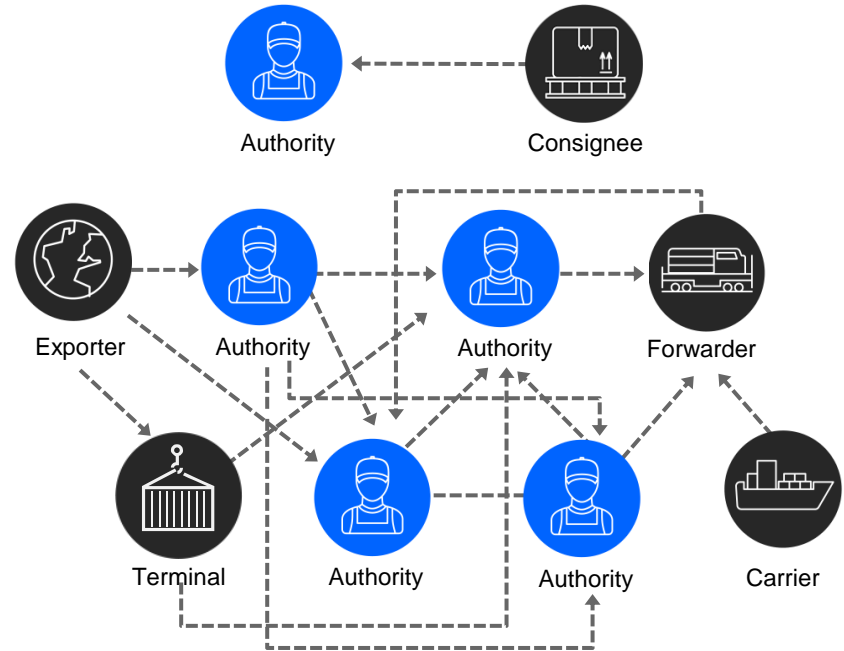 Authority
Consignee
Exporter
Authority
Authority
Forwarder
Terminal
Authority
Authority
Carrier